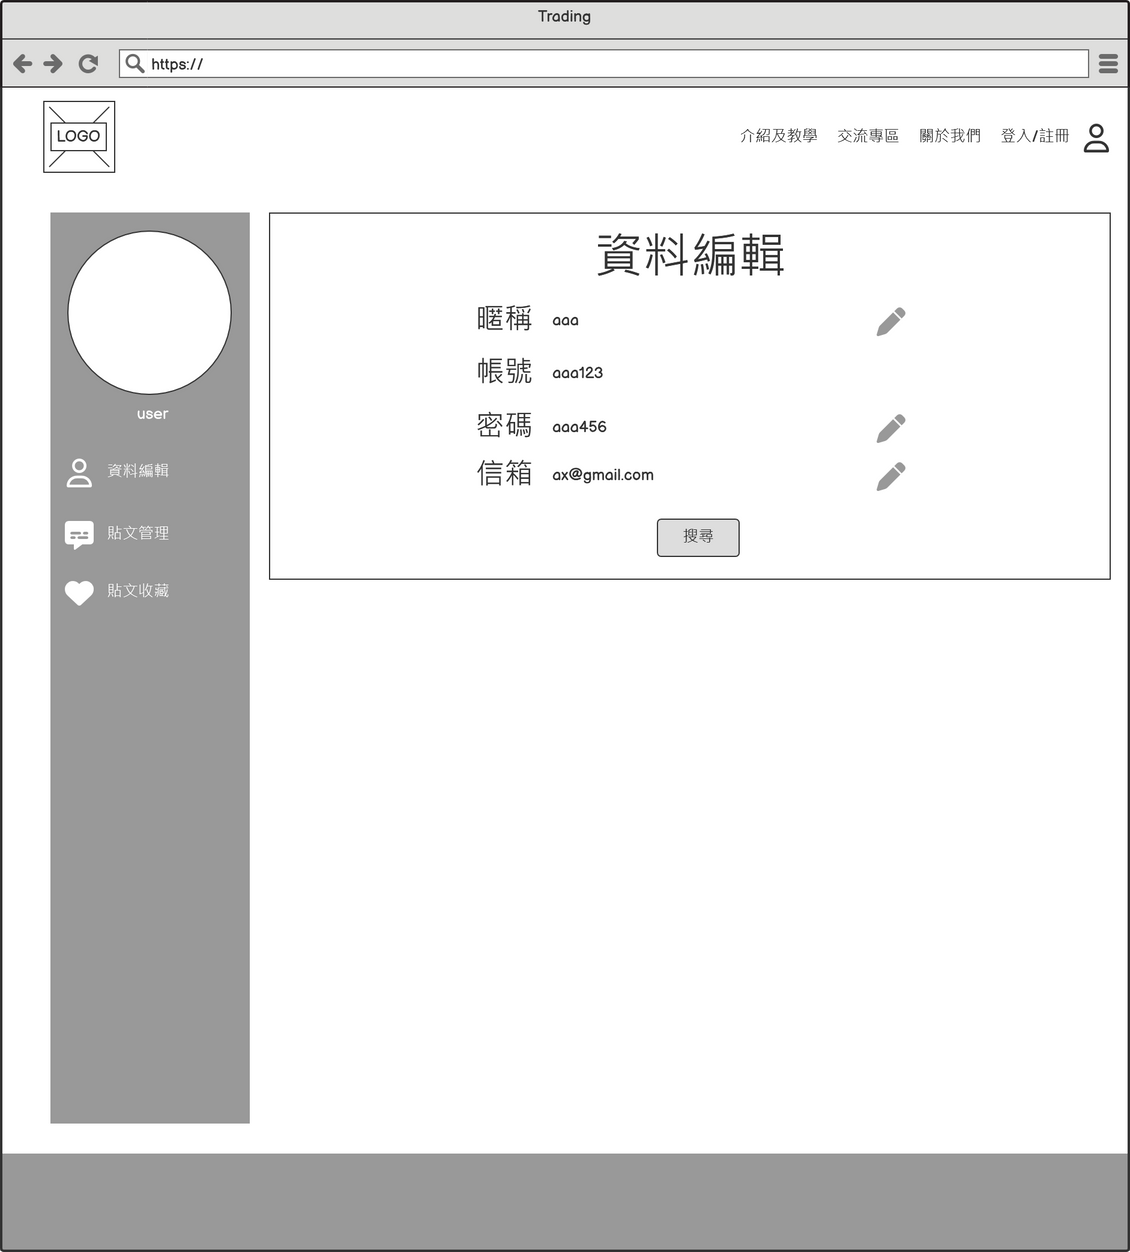 Trading
https://
LOGO
介紹及教學 交流專區 關於我們 登入/註冊
user
資料編輯
貼文管理
貼文收藏
資料編輯
暱稱 aaa
帳號 aaa123
密碼 aaa456
信箱 ax@gmail.com
搜尋